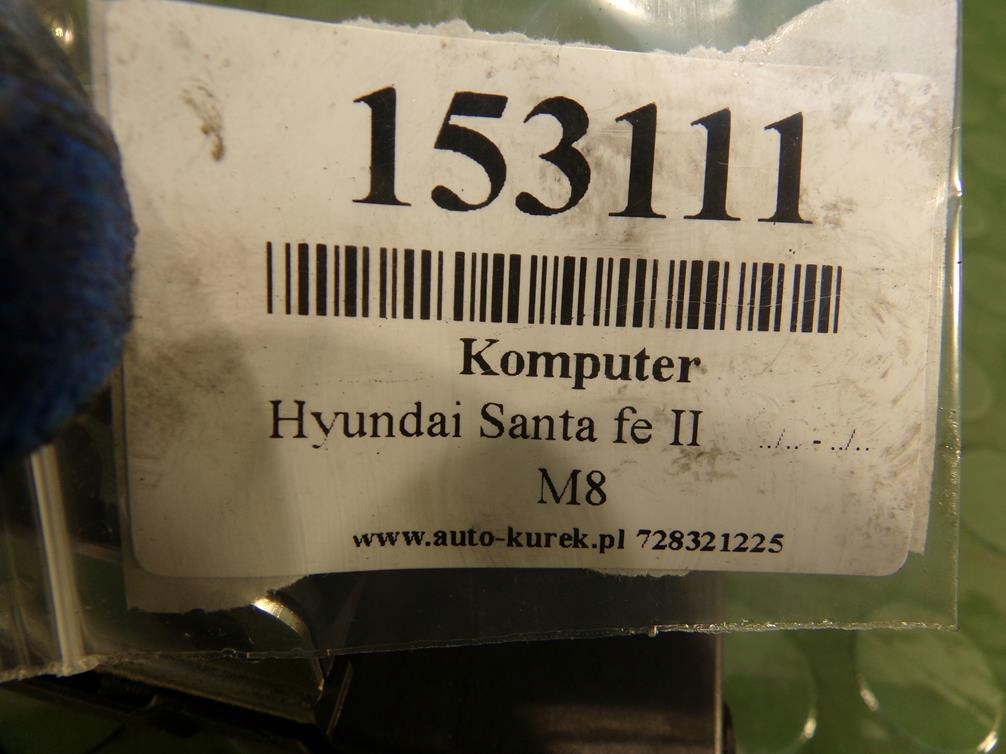 153111
Komputer
Hyundai Santa fe II ../.. - ../..
M8
www.auto-kurek.pl 728321225